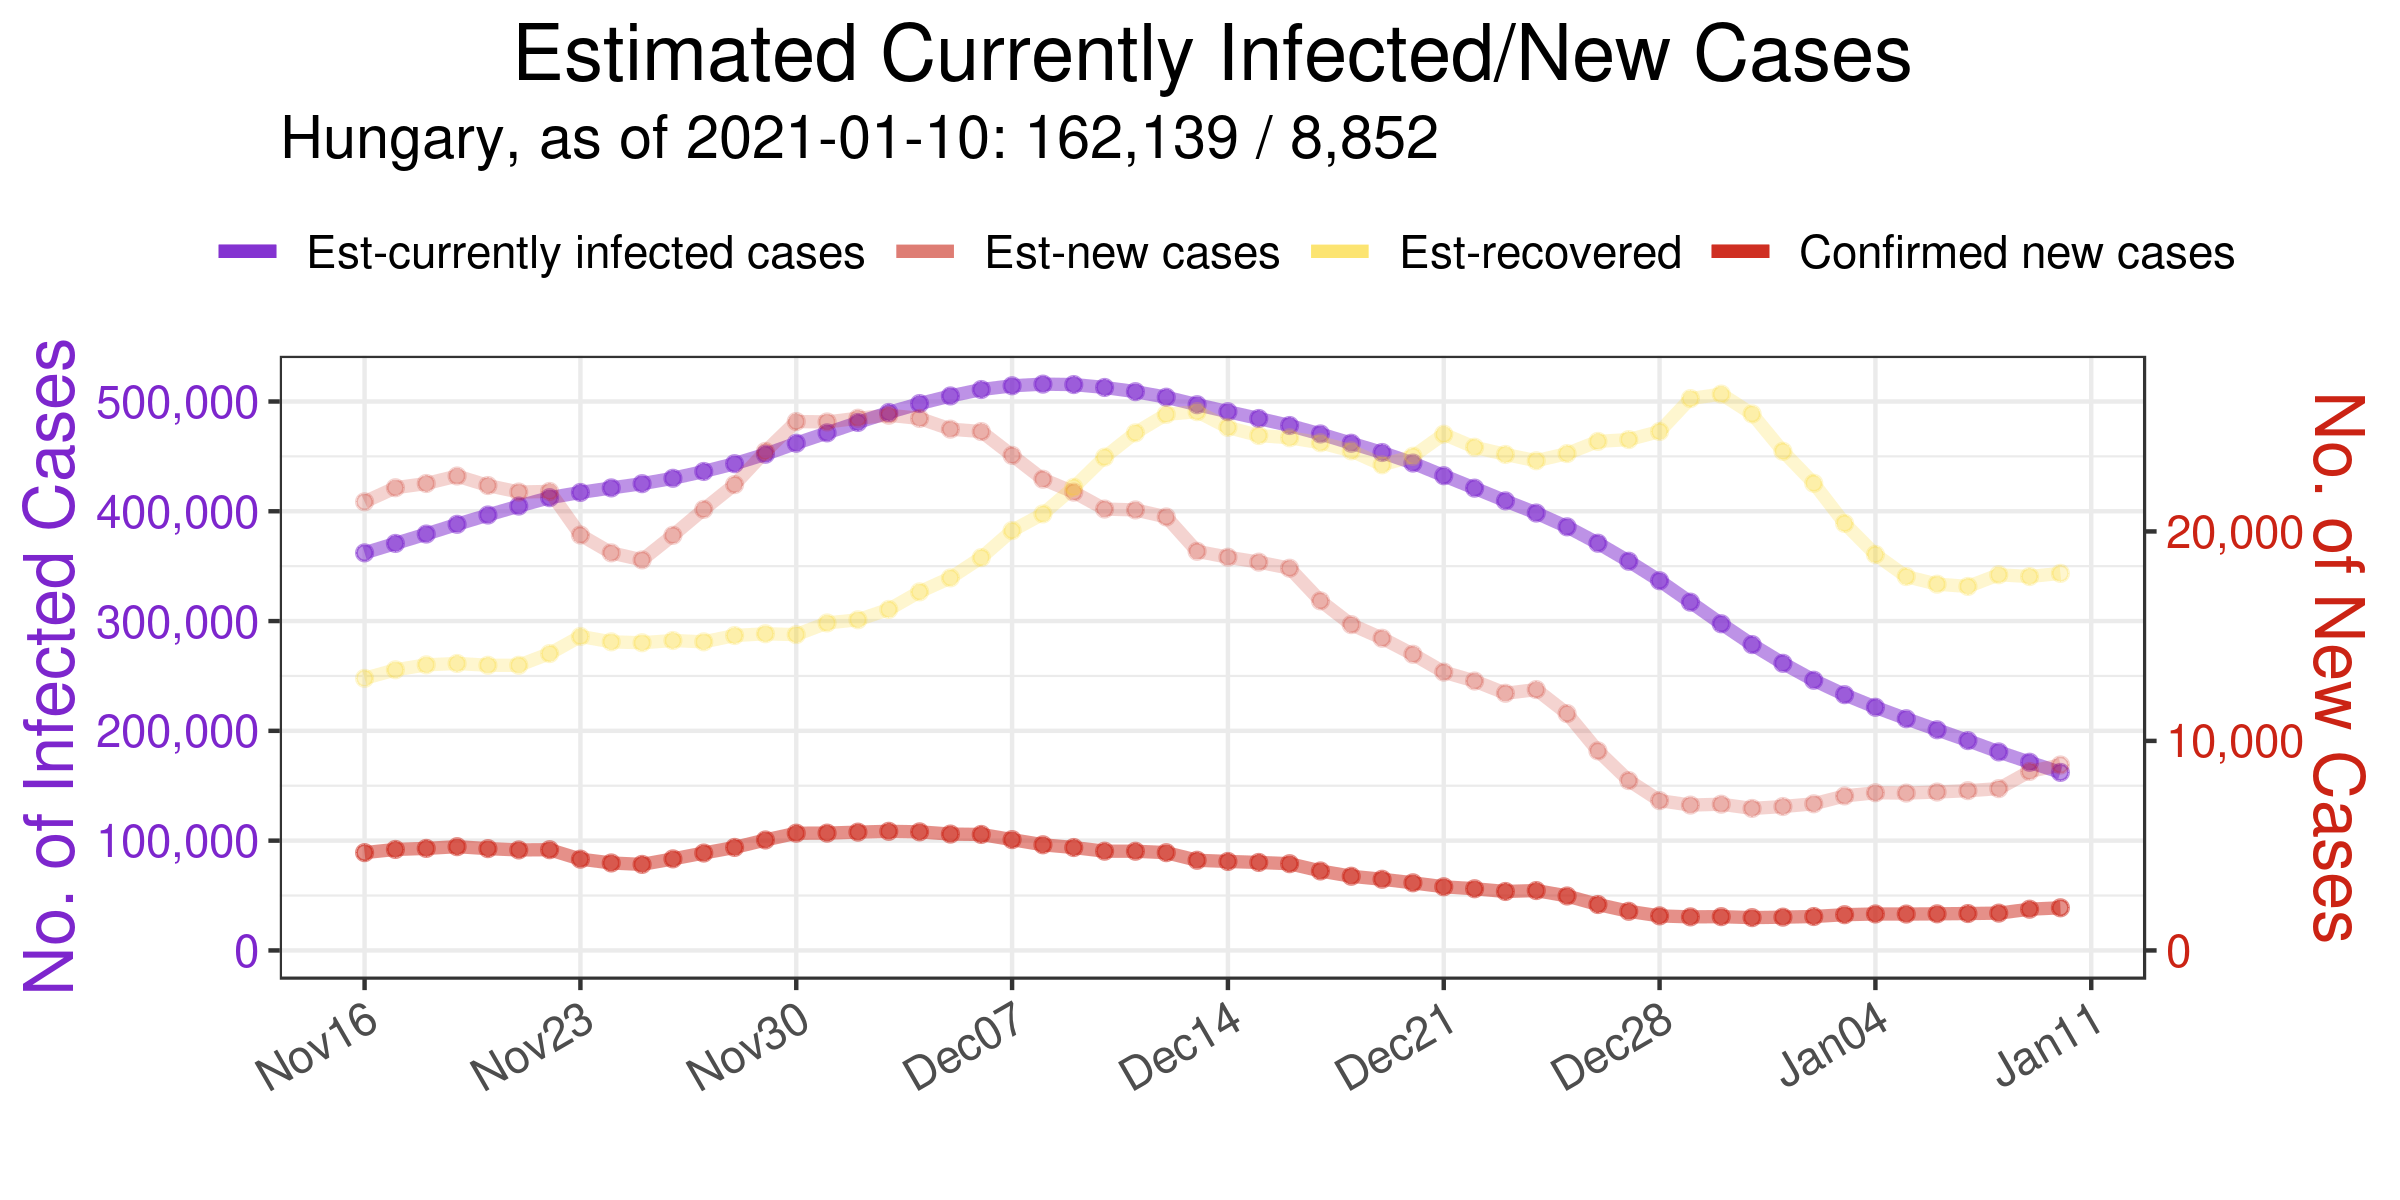 Estimated Currently Infected/New Cases
Hungary, as of 2021-01-10: 162,139 / 8,852
Est-currently infected cases Est-new cases Est-recovered Confirmed new cases
No. of Infected Cases
500,000
400,000
300,000
200,000
100,000
0
20,000
10,000
0
No. of New Cases
Nov16 Nov23 Nov30 Dec07 Dec14 Dec21 Dec28 Jan04 Jan11